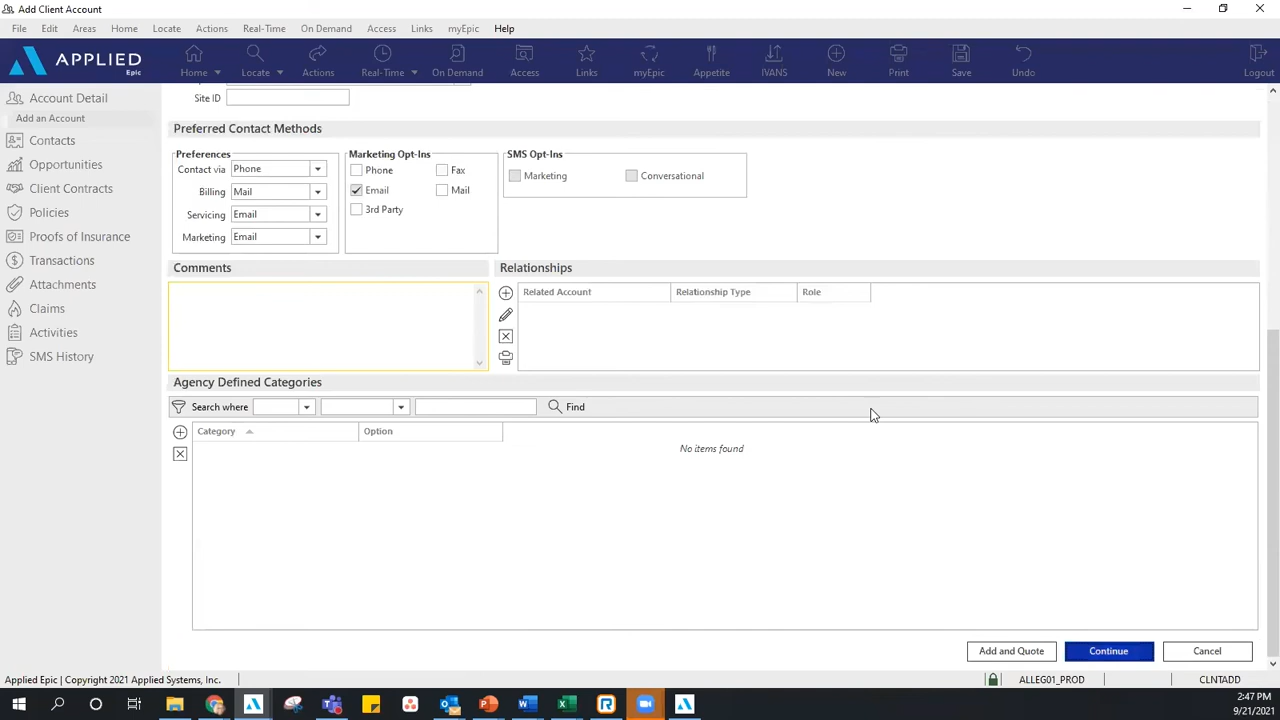 Add Client Account
File Edit Areas Home Locate Actions Real-Time On Demand Access Links myEpic Help
APPLIED
Epic
Home Locate Actions Real-Time On Demand Access Links myEpic Appetite IVANS New Print Save Undo Logout
Account Detail
Add an Account
Contacts
Opportunities
Client Contracts
Policies
Proofs of Insurance
Transactions
Attachments
Claims
Activities
SMS History
Site ID
Preferred Contact Methods
Preferences
Contact via Phone
Billing Mail
Servicing Email
Marketing Email
Marketing Opt-Ins
Phone Fax
Email Mail
3rd Party
SMS Opt-Ins
Marketing Conversational
Comments
Relationships
Related Account Relationship Type Role
Agency Defined Categories
Search where Find
Category Option
No items found
Add and Quote Continue Cancel
Applied Epic | Copyright 2021 Applied Systems, Inc. ALLEG01_PROD CLNTADD
2:47 PM
9/21/2021